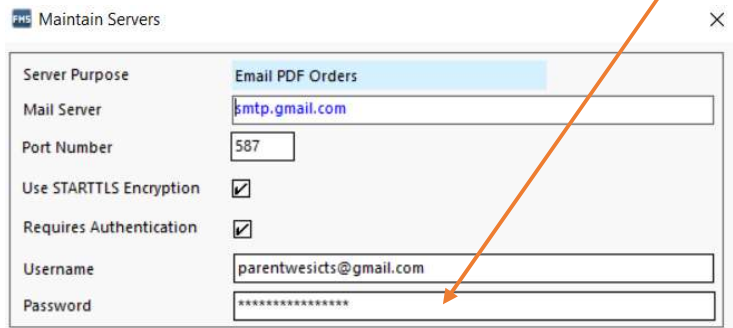 FMS Maintain Servers
Server Purpose Email PDF Orders
Mail Server smtp.gmail.com
Port Number 587
Use STARTTLS Encryption
Requires Authentication
Username parentwesicts@gmail.com
Password ****************